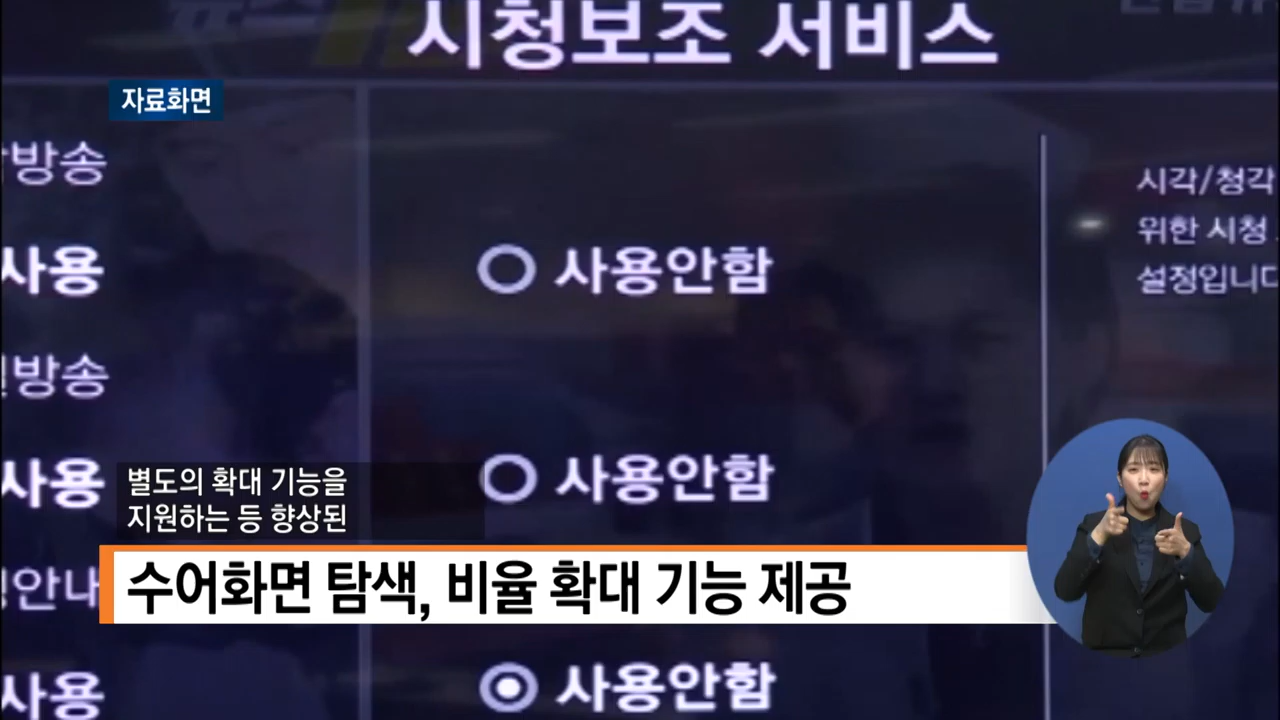 시청보조 서비스
자료화면
방송
시각/청각
사용
사용안함
위한 시청
설정입니다
방송
사용
사용안함
별도의 확대 기능을
지원하는 등 향상된
수어화면 탐색, 비율 확대 기능 제공
안내
사용
사용안함